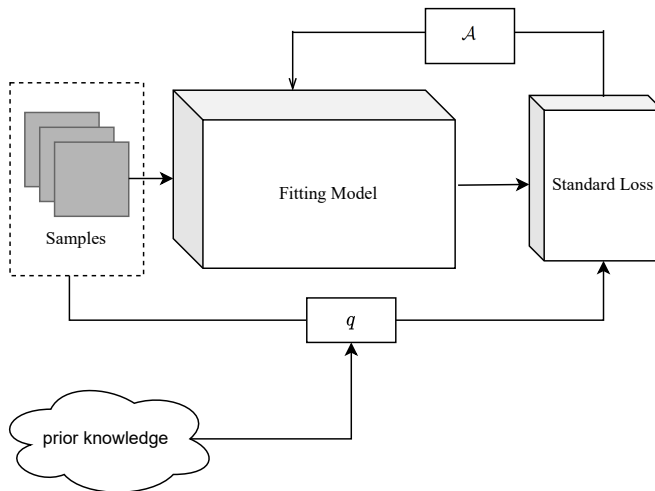 𝒜
Fitting Model
Standard Loss
Samples
q
prior knowledge